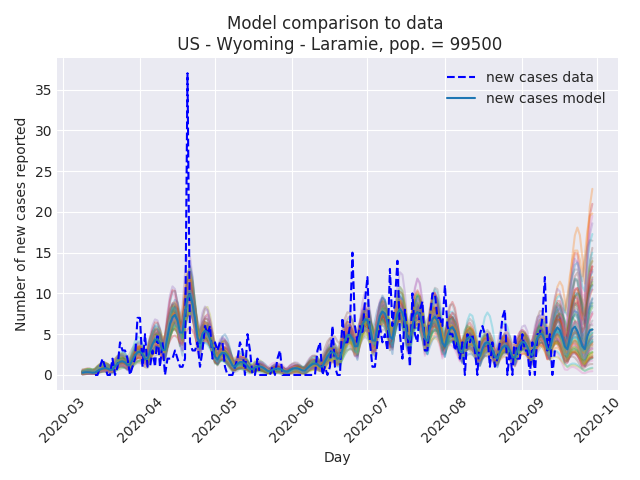 Model comparison to data
US - Wyoming - Laramie, pop. = 99500
new cases data
new cases model
Number of new cases reported
35
30
25
20
15
10
5
0
2020-03
2020-04
2020-05
2020-06
2020-07
2020-08
2020-09
2020-10
Day